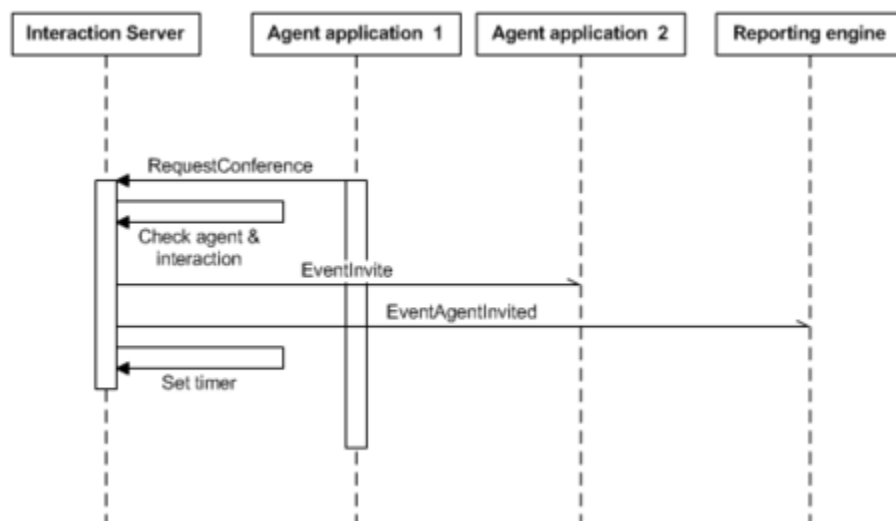 Interaction Server
Agent application 1
Agent application 2
Reporting engine
RequestConference
Check agent &
interaction
EventInvite
EventAgentInvited
Set timer